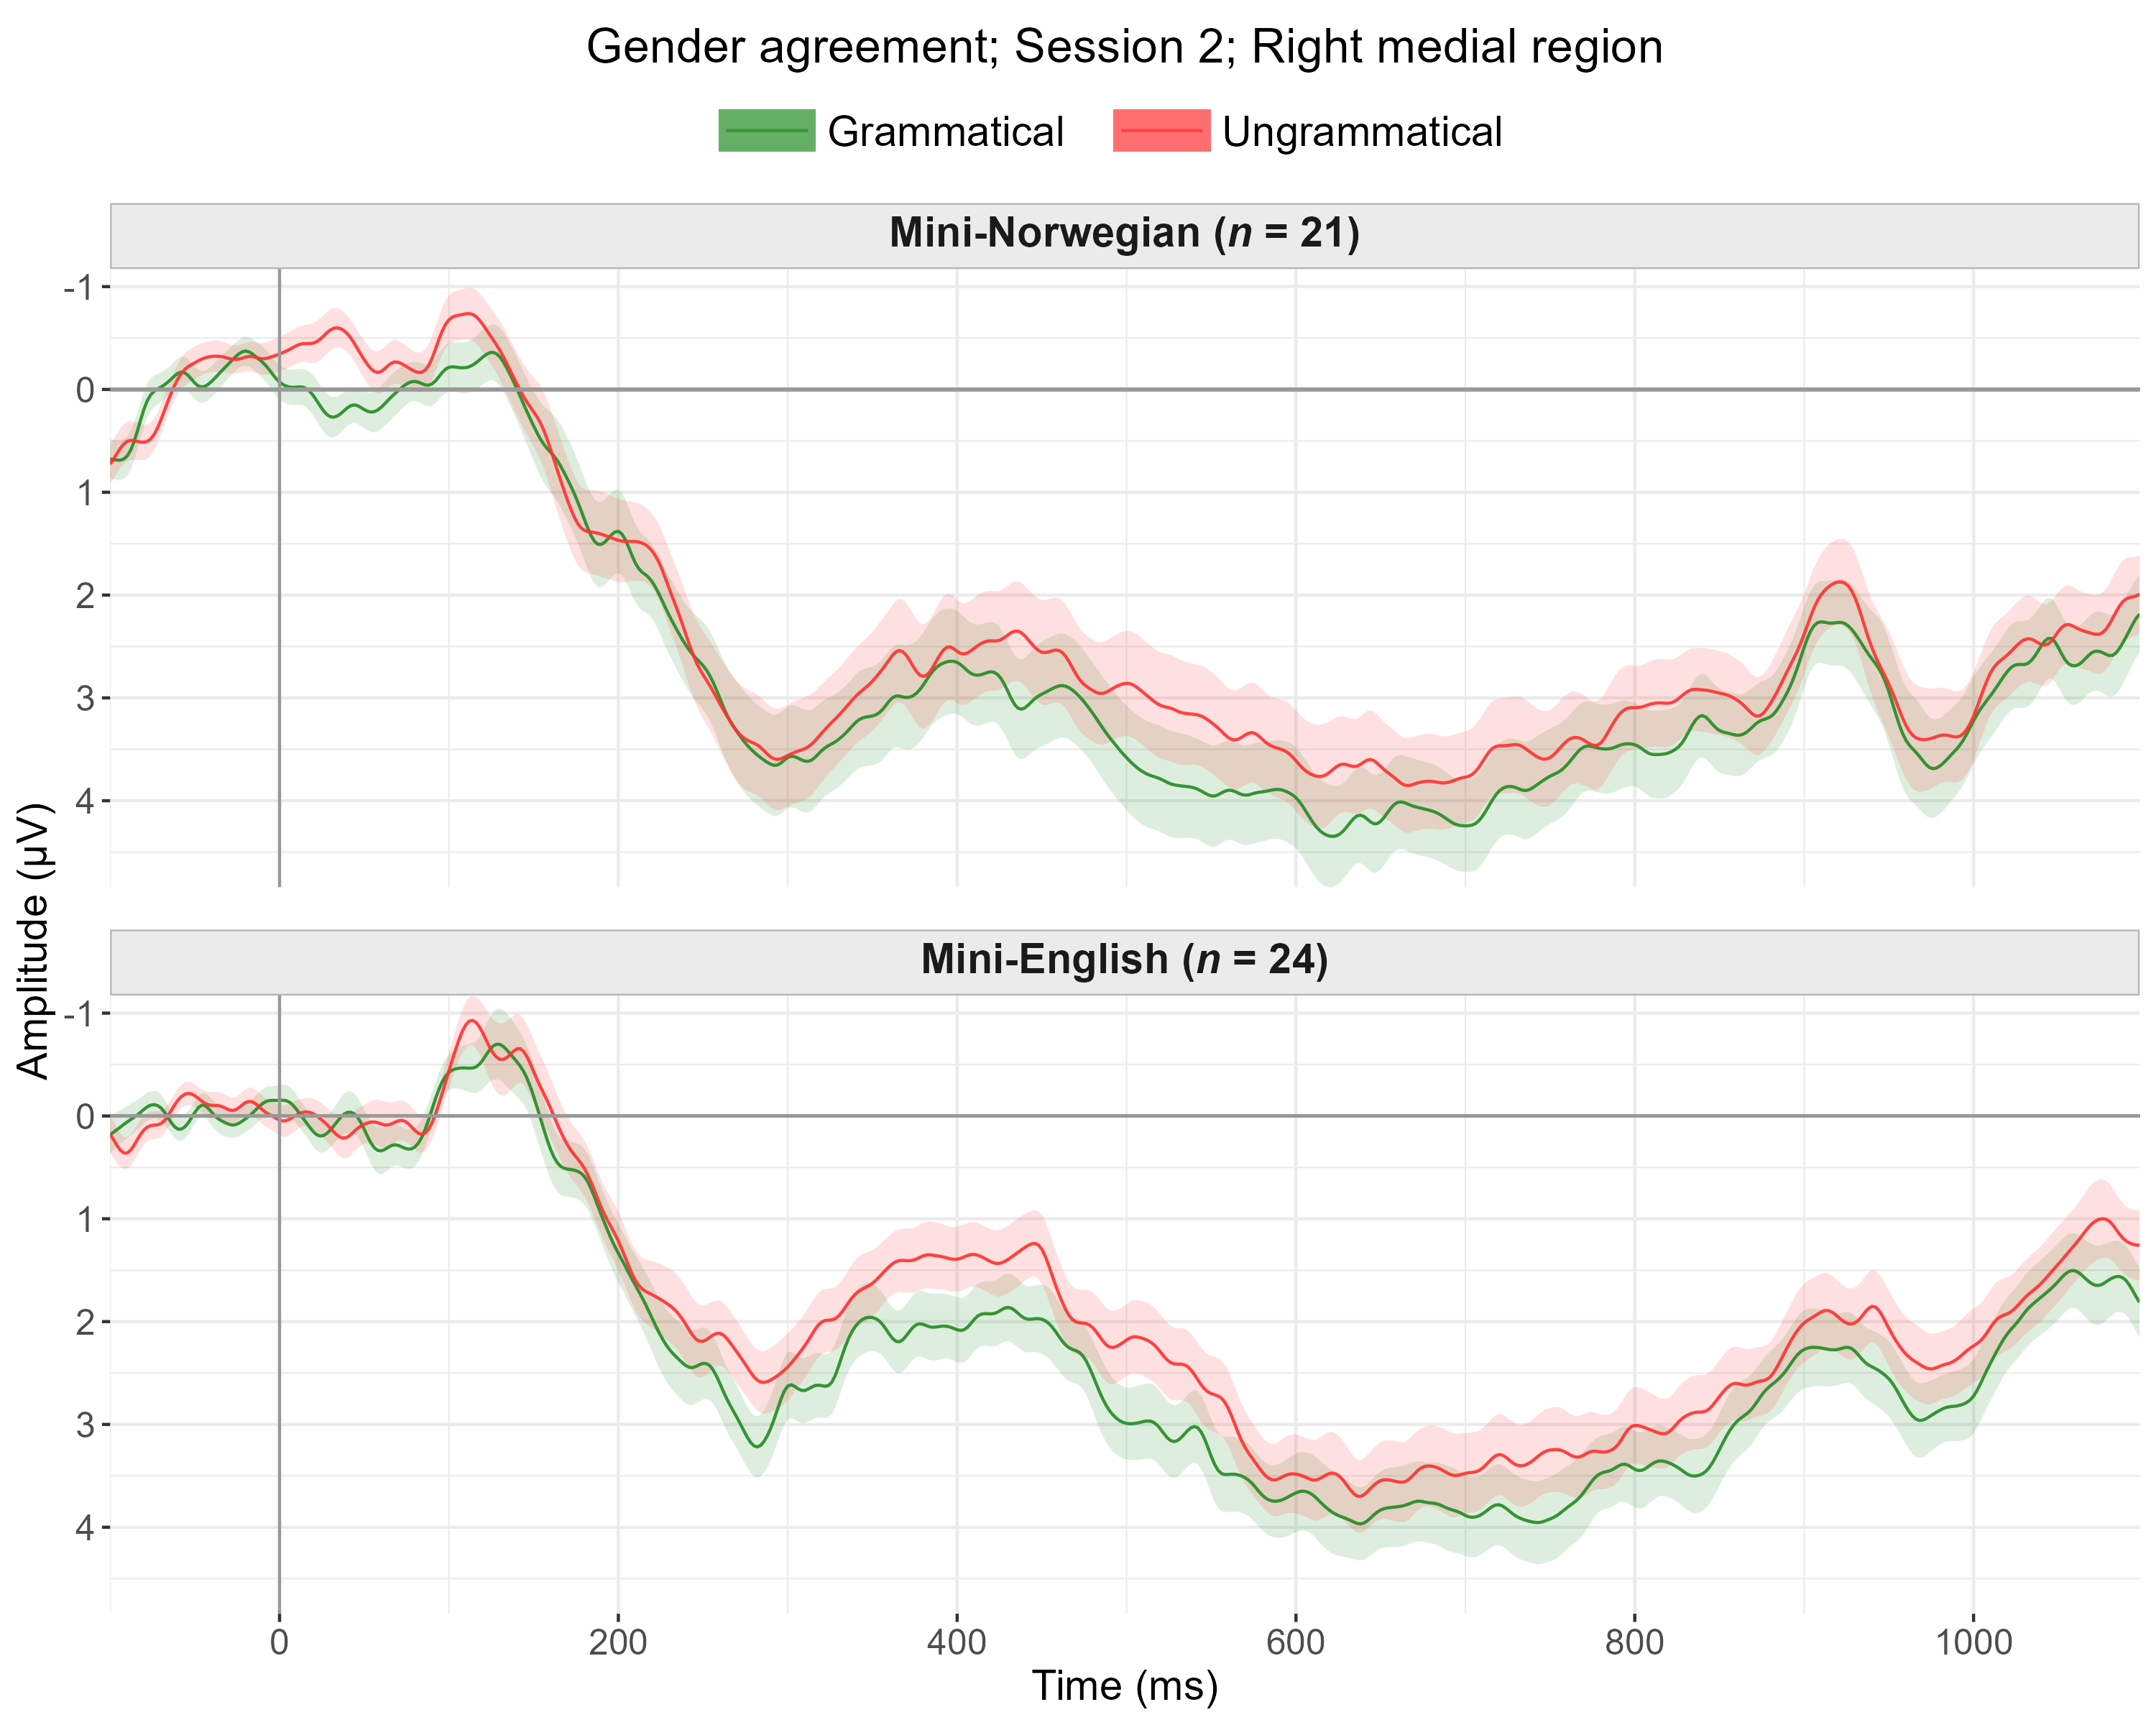 Gender agreement; Session 2; Right medial region
Grammatical Ungrammatical
Mini-Norwegian (n = 21)
-1
0
1
2
3
4
Amplitude (µV)
Mini-English (n = 24)
-1
0
1
2
3
4
0 200 400 600 800 1000
Time (ms)